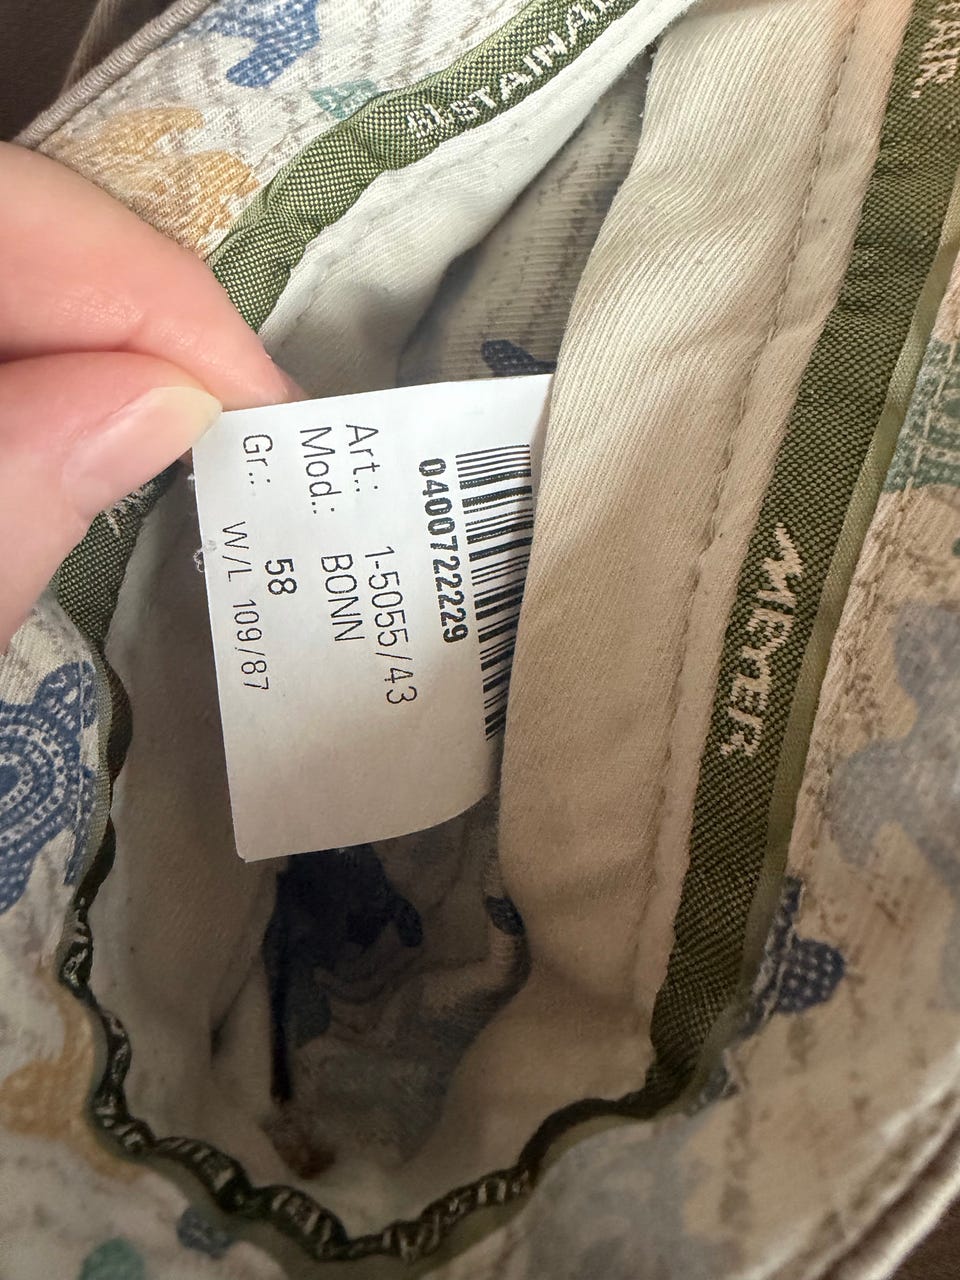 0400722229
Art.: 1-5055/43
Mod.: BONN
Gr.: 58
W/L 109/87
MEYER